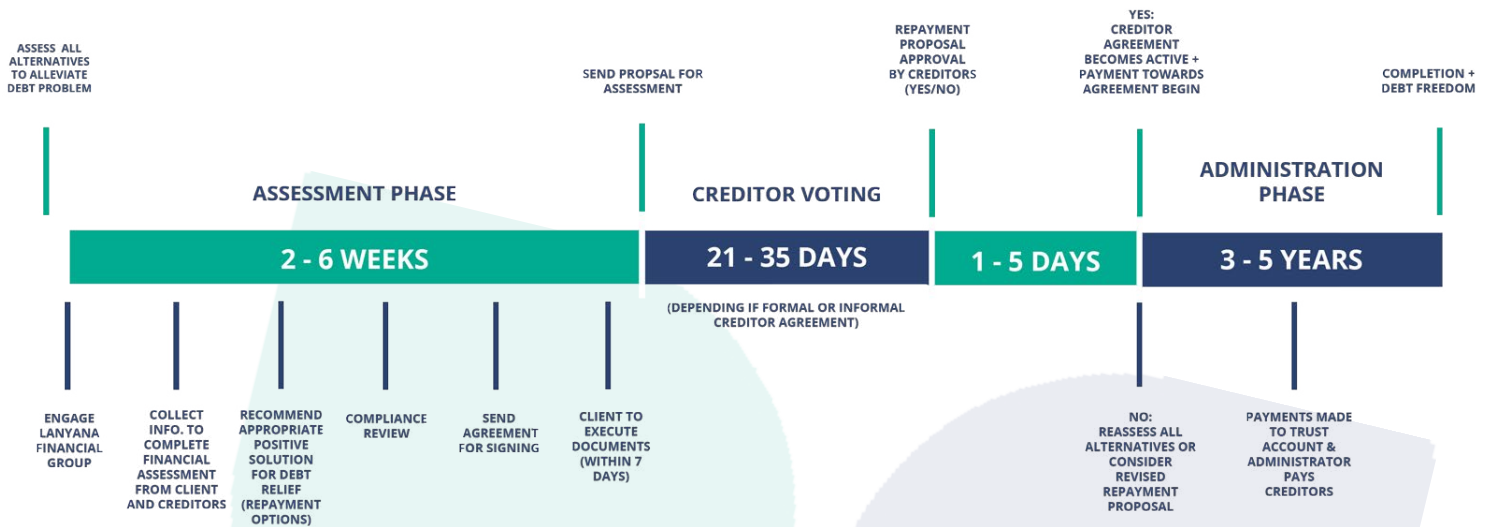 ASSESS ALL
ALTERNATIVES
TO ALLEVIATE
DEBT PROBLEM
SEND PROPSAL FOR
ASSESSMENT
REPAYMENT
PROPOSAL
APPROVAL
BY CREDITORS
(YES/NO)
YES:
CREDITOR
AGREEMENT
BECOMES ACTIVE +
PAYMENT TOWARDS
AGREEMENT BEGIN
COMPLETION +
DEBT FREEDOM
ASSESSMENT PHASE
CREDITOR VOTING
ADMINISTRATION
PHASE
2 - 6 WEEKS
21 - 35 DAYS
1 - 5 DAYS
3 - 5 YEARS
(DEPENDING IF FORMAL OR INFORMAL
CREDITOR AGREEMENT)
ENGAGE
LANYANA
FINANCIAL
GROUP
COLLECT
INFO. TO
COMPLETE
FINANCIAL
ASSESSMENT
FROM CLIENT
AND CREDITORS
RECOMMEND
APPROPRIATE
POSITIVE
SOLUTION
FOR DEBT
RELIEF
(REPAYMENT
OPTIONS)
COMPLIANCE
REVIEW
SEND
AGREEMENT
FOR SIGNING
CLIENT TO
EXECUTE
DOCUMENTS
(WITHIN 7
DAYS)
NO:
REASSESS ALL
ALTERNATIVES OR
CONSIDER
REVISED
REPAYMENT
PROPOSAL
PAYMENTS MADE
TO TRUST
ACCOUNT &
ADMINISTRATOR
PAYS
CREDITORS